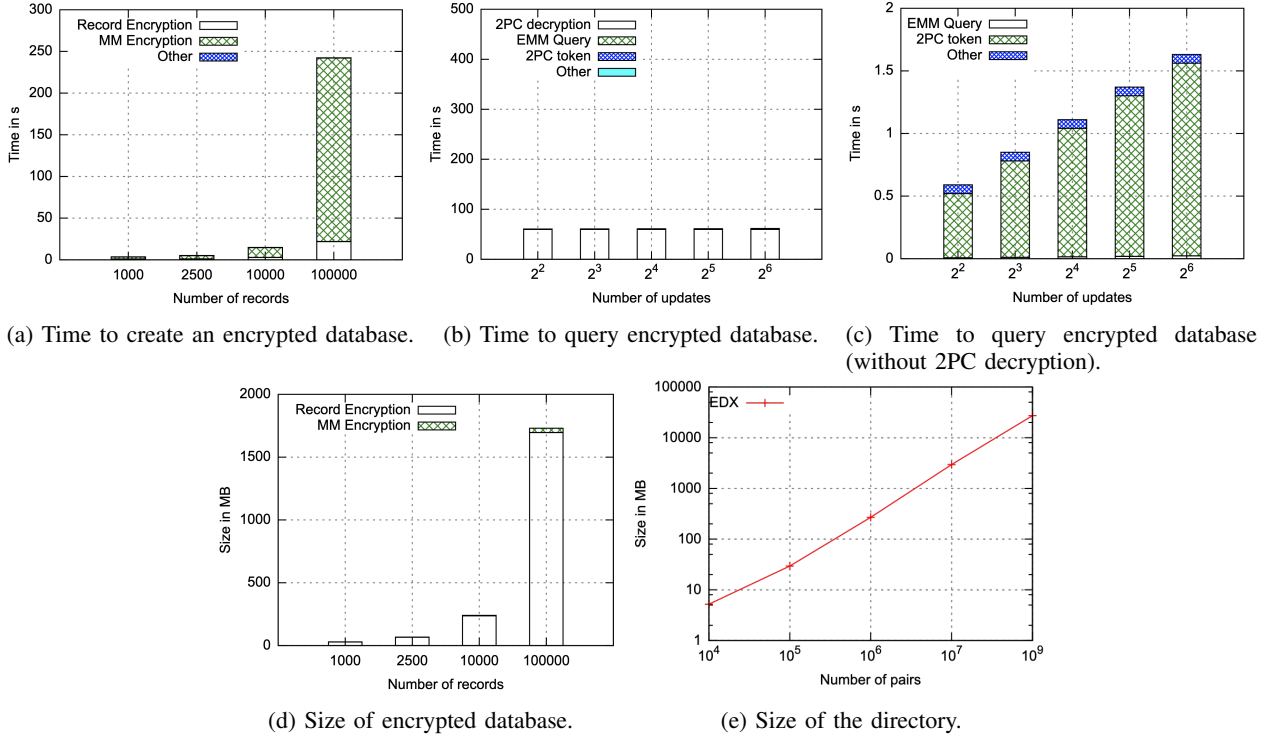 300
250
200
150
100
50
0
Time in s
Record Encryption
MM Encryption
Other
1000 2500 10000 100000
Number of records
(a) Time to create an encrypted database.
500
400
300
200
100
0
Time in s
2PC decryption
EMM Query
2PC token
Other
2^2 2^3 2^4 2^5 2^6
Number of updates
(b) Time to query encrypted database.
2
1.5
1
0.5
0
Time in s
EMM Query
2PC token
Other
2^2 2^3 2^4 2^5 2^6
Number of updates
(c) Time to query encrypted database
(without 2PC decryption).
2000
1500
1000
500
0
Size in MB
Record Encryption
MM Encryption
1000 2500 10000 100000
Number of records
(d) Size of encrypted database.
100000
10000
1000
100
10
1
Size in MB
EDX
10^4 10^5 10^6 10^7 10^9
Number of pairs
(e) Size of the directory.